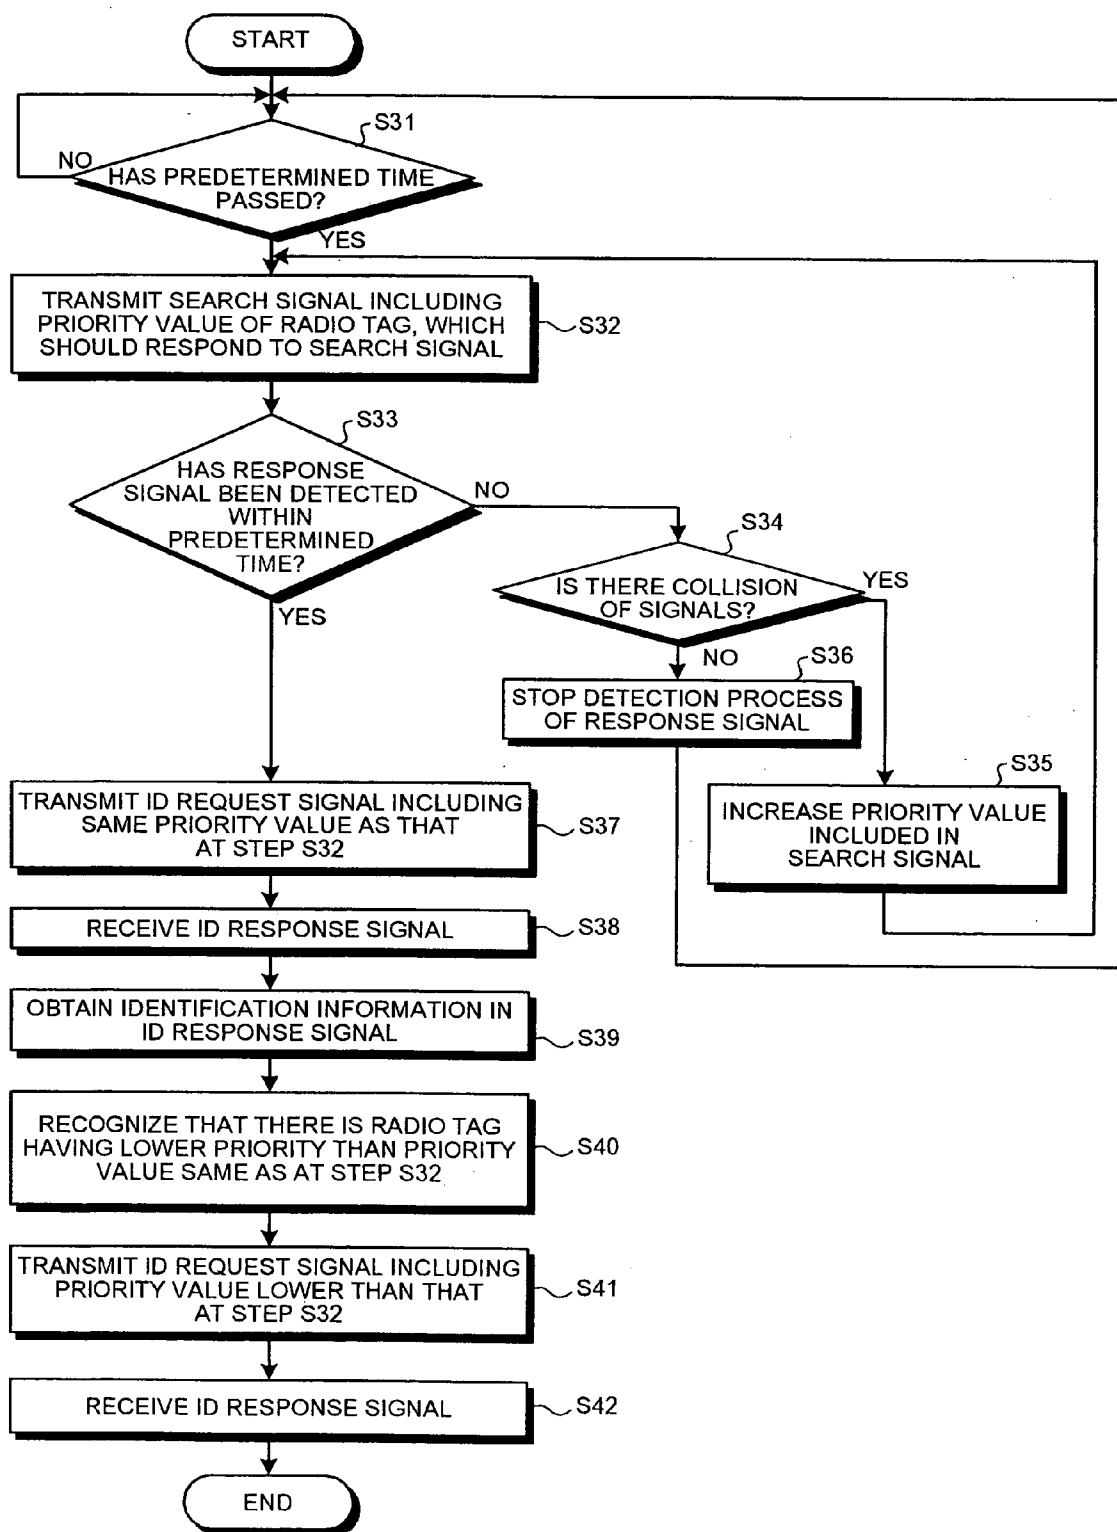 START
S31
NO
HAS PREDETERMINED TIME
PASSED?
YES
TRANSMIT SEARCH SIGNAL INCLUDING
PRIORITY VALUE OF RADIO TAG, WHICH
SHOULD RESPOND TO SEARCH SIGNAL
S32
S33
HAS RESPONSE
SIGNAL BEEN DETECTED
WITHIN
PREDETERMINED
TIME?
NO
YES
S34
IS THERE COLLISION
OF SIGNALS?
YES
NO
S36
STOP DETECTION PROCESS
OF RESPONSE SIGNAL
S35
INCREASE PRIORITY VALUE
INCLUDED IN
SEARCH SIGNAL
TRANSMIT ID REQUEST SIGNAL INCLUDING
SAME PRIORITY VALUE AS THAT
AT STEP S32
S37
RECEIVE ID RESPONSE SIGNAL
S38
OBTAIN IDENTIFICATION INFORMATION IN
ID RESPONSE SIGNAL
S39
RECOGNIZE THAT THERE IS RADIO TAG
HAVING LOWER PRIORITY THAN PRIORITY
VALUE SAME AS AT STEP S32
S40
TRANSMIT ID REQUEST SIGNAL INCLUDING
PRIORITY VALUE LOWER THAN THAT
AT STEP S32
S41
RECEIVE ID RESPONSE SIGNAL
S42
END